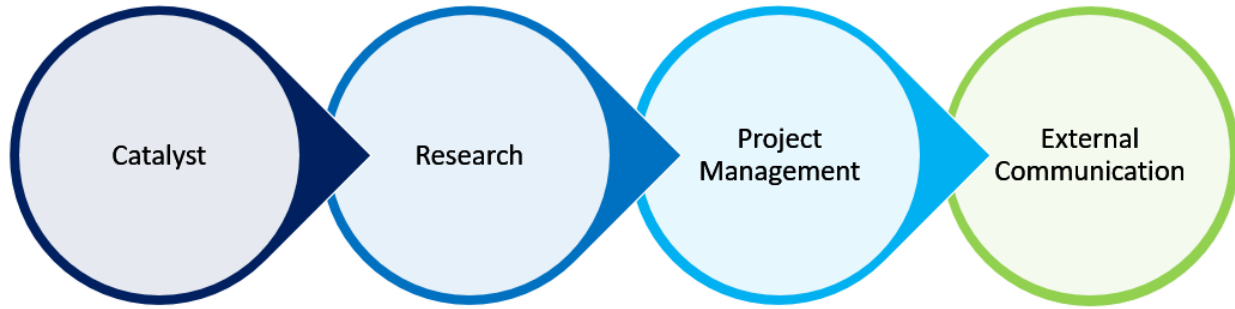 Catalyst
Research
Project
Management
External
Communication